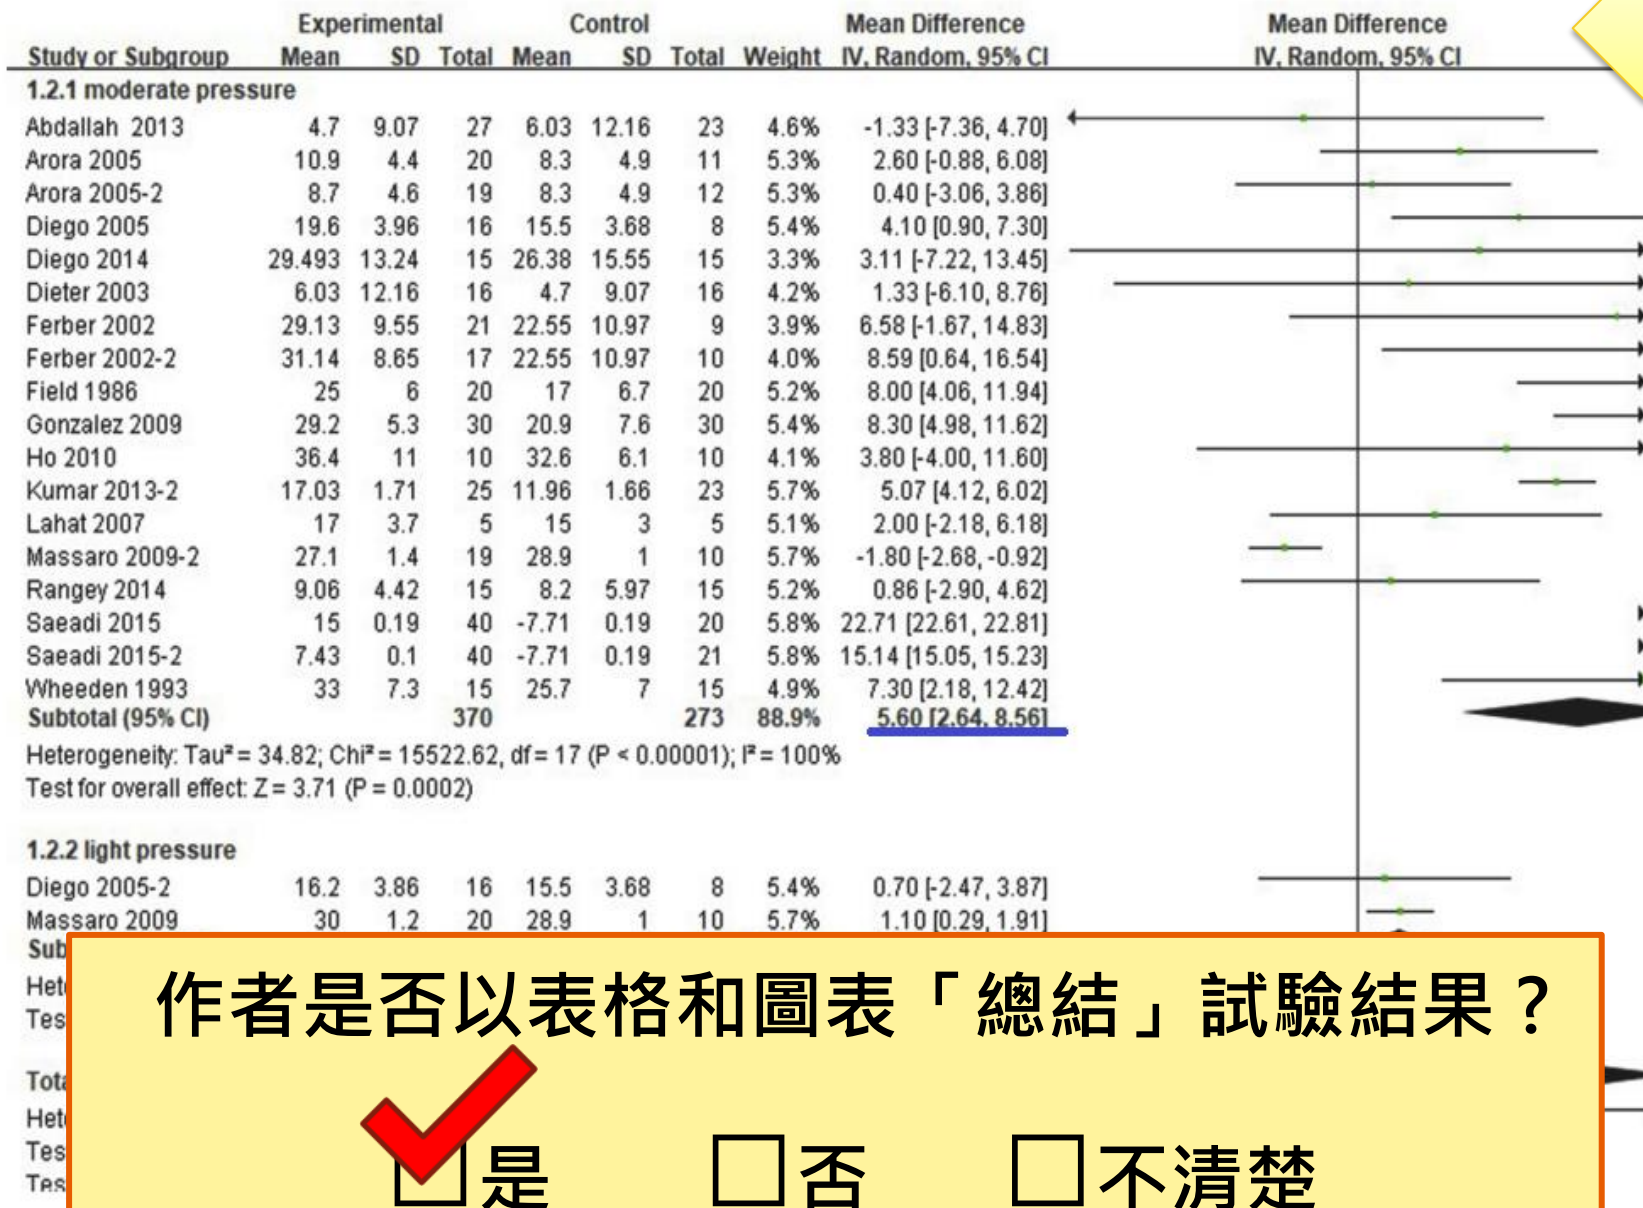 Experimental Control Mean Difference Mean Difference
Study or Subgroup Mean SD Total Mean SD Total Weight IV, Random, 95% CI IV, Random, 95% CI
1.2.1 moderate pressure
Abdallah 2013 4.7 9.07 27 6.03 12.16 23 4.6% -1.33 [-7.36, 4.70]
Arora 2005 10.9 4.4 20 8.3 4.9 11 5.3% 2.60 [-0.88, 6.08]
Arora 2005-2 8.7 4.6 19 8.3 4.9 12 5.3% 0.40 [-3.06, 3.86]
Diego 2005 19.6 3.96 16 15.5 3.68 8 5.4% 4.10 [0.90, 7.30]
Diego 2014 29.493 13.24 15 26.38 15.55 15 3.3% 3.11 [-7.22, 13.45]
Dieter 2003 6.03 12.16 16 4.7 9.07 16 4.2% 1.33 [-6.10, 8.76]
Ferber 2002 29.13 9.55 21 22.55 10.97 9 3.9% 6.58 [-1.67, 14.83]
Ferber 2002-2 31.14 8.65 17 22.55 10.97 10 4.0% 8.59 [0.64, 16.54]
Field 1986 25 6 20 17 6.7 20 5.2% 8.00 [4.06, 11.94]
Gonzalez 2009 29.2 5.3 30 20.9 7.6 30 5.4% 8.30 [4.98, 11.62]
Ho 2010 36.4 11 10 32.6 6.1 10 4.1% 3.80 [-4.00, 11.60]
Kumar 2013-2 17.03 1.71 25 11.96 1.66 23 5.7% 5.07 [4.12, 6.02]
Lahat 2007 17 3.7 5 15 3 5 5.1% 2.00 [-2.18, 6.18]
Massaro 2009-2 27.1 1.4 19 28.9 1 10 5.7% -1.80 [-2.68, -0.92]
Rangey 2014 9.06 4.42 15 8.2 5.97 15 5.2% 0.86 [-2.90, 4.62]
Saeadi 2015 15 0.19 40 -7.71 0.19 20 5.8% 22.71 [22.61, 22.81]
Saeadi 2015-2 7.43 0.1 40 -7.71 0.19 21 5.8% 15.14 [15.05, 15.23]
Wheeden 1993 33 7.3 15 25.7 7 15 4.9% 7.30 [2.18, 12.42]
Subtotal (95% CI) 370 273 88.9% 5.60 [2.64, 8.56]
Heterogeneity: Tau² = 34.82; Chi² = 15522.62, df = 17 (P < 0.00001); I² = 100%
Test for overall effect: Z = 3.71 (P = 0.0002)
1.2.2 light pressure
Diego 2005-2 16.2 3.86 16 15.5 3.68 8 5.4% 0.70 [-2.47, 3.87]
Massaro 2009 30 1.2 20 28.9 1 10 5.7% 1.10 [0.29, 1.91]
Sub
Het
Tes
作者是否以表格和圖表「總結」試驗結果？
Tota
Het
Tes
Tes
□是 □否 □不清楚